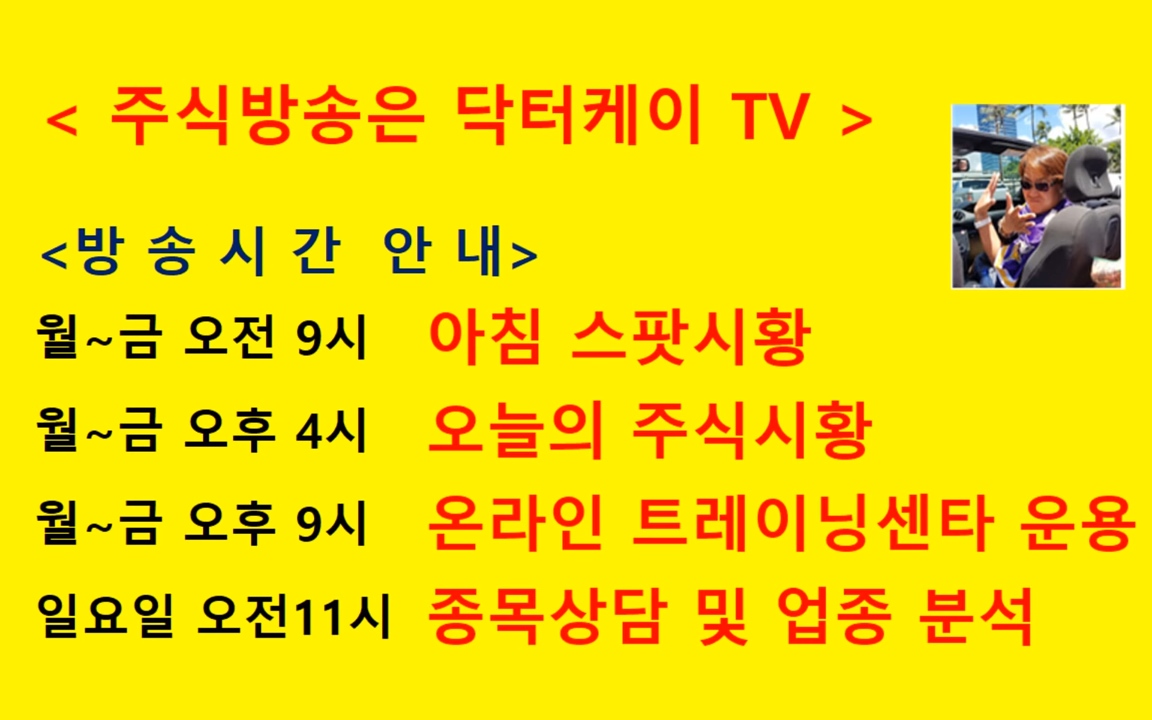 < 주식방송은 닥터케이 TV >
<방 송 시 간 안 내>
월~금 오전 9시 아침 스팟시황
월~금 오후 4시 오늘의 주식시황
월~금 오후 9시 온라인 트레이닝센타 운용
일요일 오전11시 종목상담 및 업종 분석